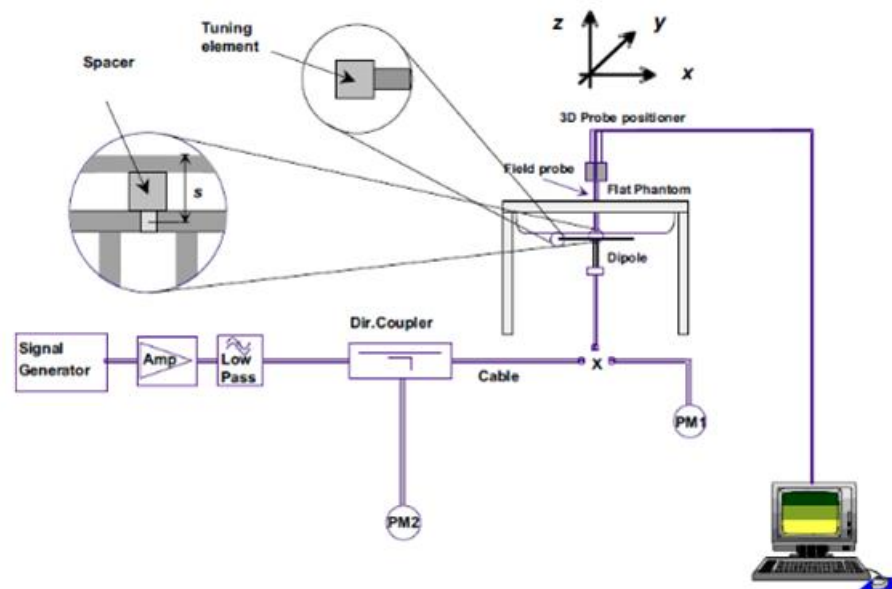 Tuning
element
Spacer
z
y
x
3D Probe positioner
Field probe
Flat Phantom
s
Dipole
Dir.Coupler
Signal
Generator
Amp
Low
Pass
Cable
X
PM1
PM2